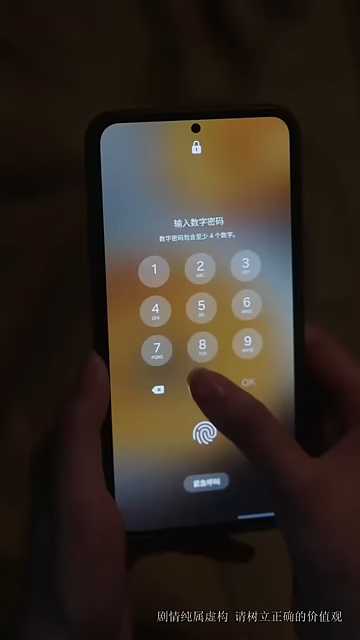 输入数字密码
数字密码包含至少 4 个数字。
1 2 3
ABC DEF
4 5 6
GHI JKL MNO
7 8 9
PQRS TUV WXYZ
OK
紧急呼叫
剧情纯属虚构 请树立正确的价值观